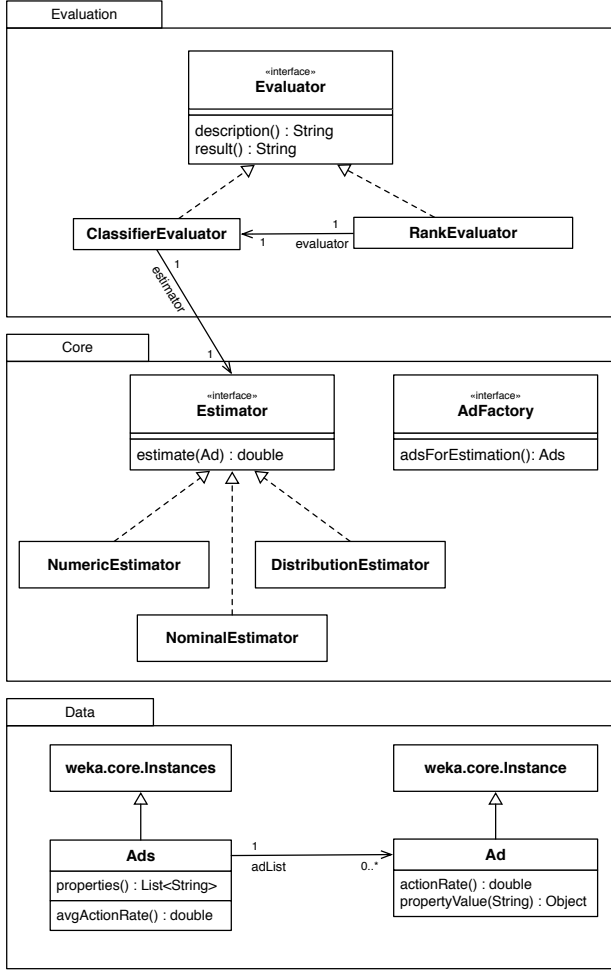 Evaluation
«interface»
Evaluator
description() : String
result() : String
ClassifierEvaluator
1
1
evaluator
RankEvaluator
1
estimator
1
Core
«interface»
Estimator
estimate(Ad) : double
«interface»
AdFactory
adsForEstimation(): Ads
NumericEstimator
DistributionEstimator
NominalEstimator
Data
weka.core.Instances
weka.core.Instance
Ads
properties() : List<String>
avgActionRate() : double
1
adList
0..*
Ad
actionRate() : double
propertyValue(String) : Object